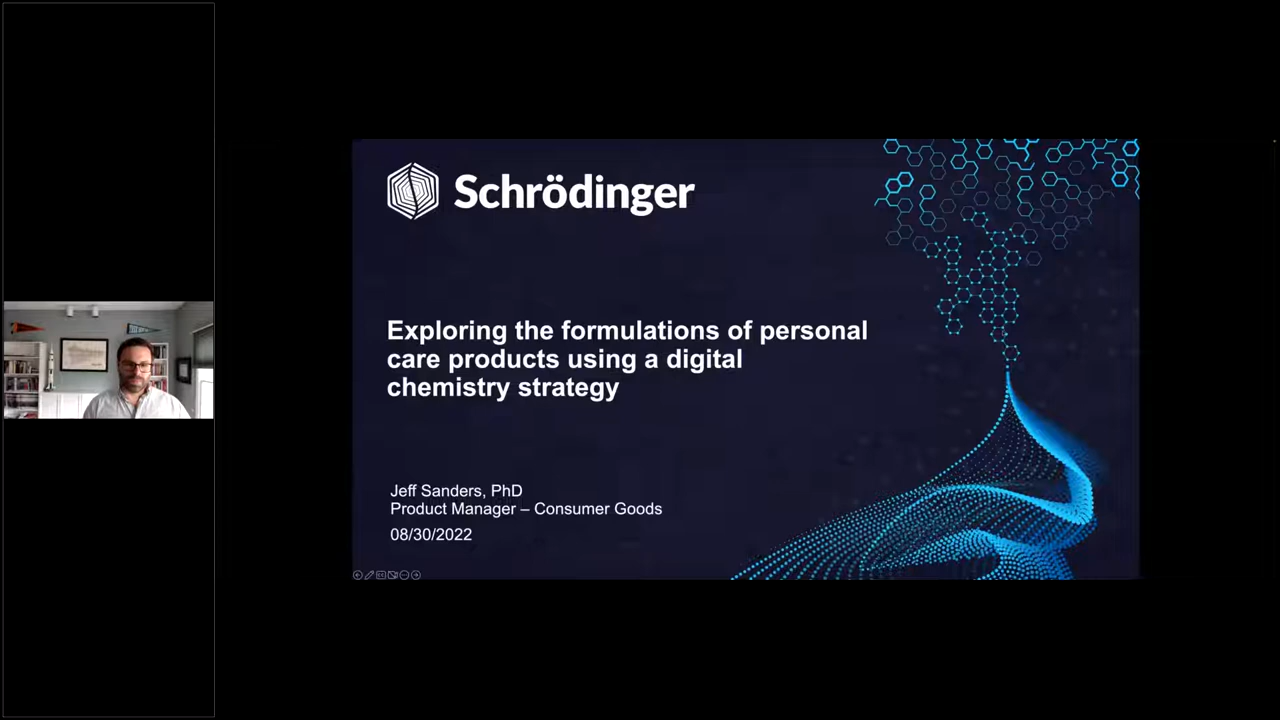 Schrödinger
Exploring the formulations of personal
care products using a digital
chemistry strategy
Jeff Sanders, PhD
Product Manager – Consumer Goods
08/30/2022